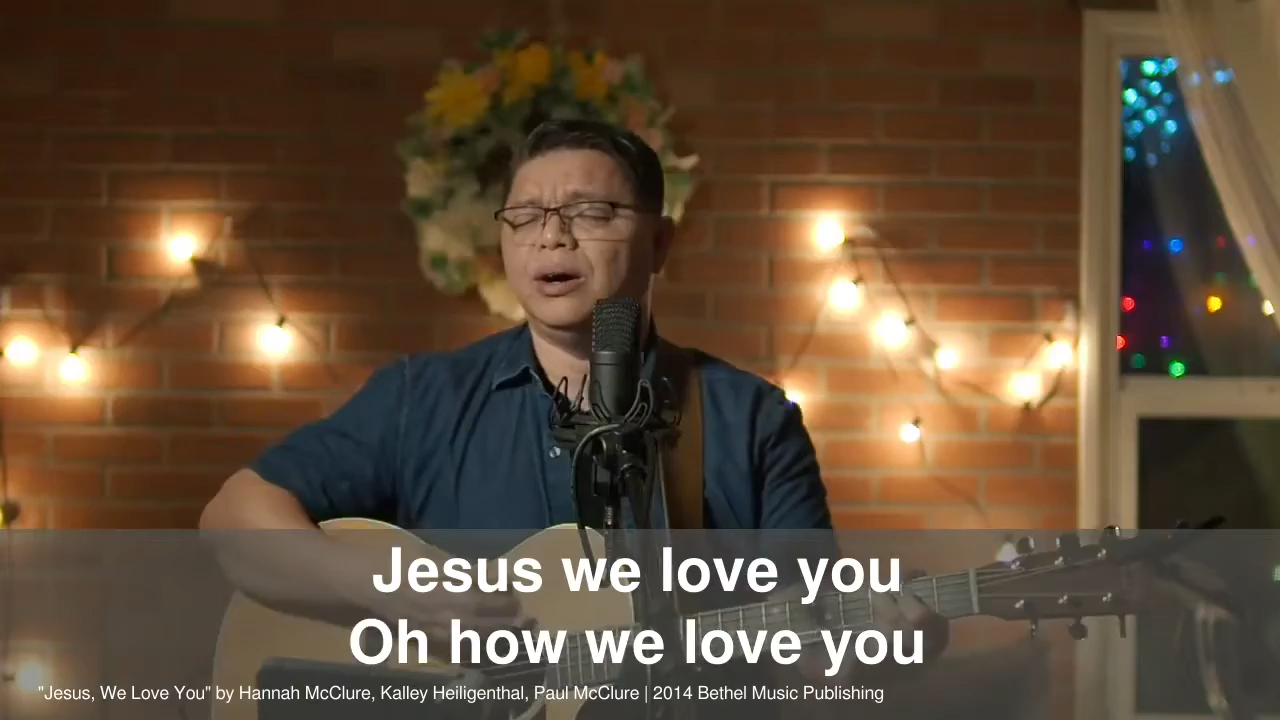 Jesus we love you
Oh how we love you
"Jesus, We Love You" by Hannah McClure, Kalley Heiligenthal, Paul McClure | 2014 Bethel Music Publishing